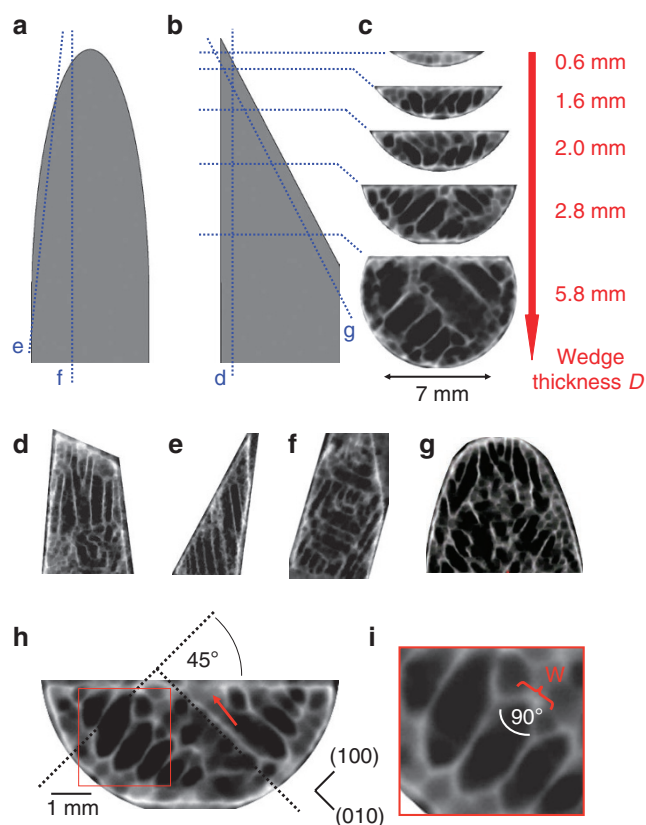 a
b
c
0.6 mm
1.6 mm
2.0 mm
2.8 mm
5.8 mm
e
f
d
g
7 mm
Wedge
thickness D
d
e
f
g
h
i
45°
W
90°
(100)
(010)
1 mm